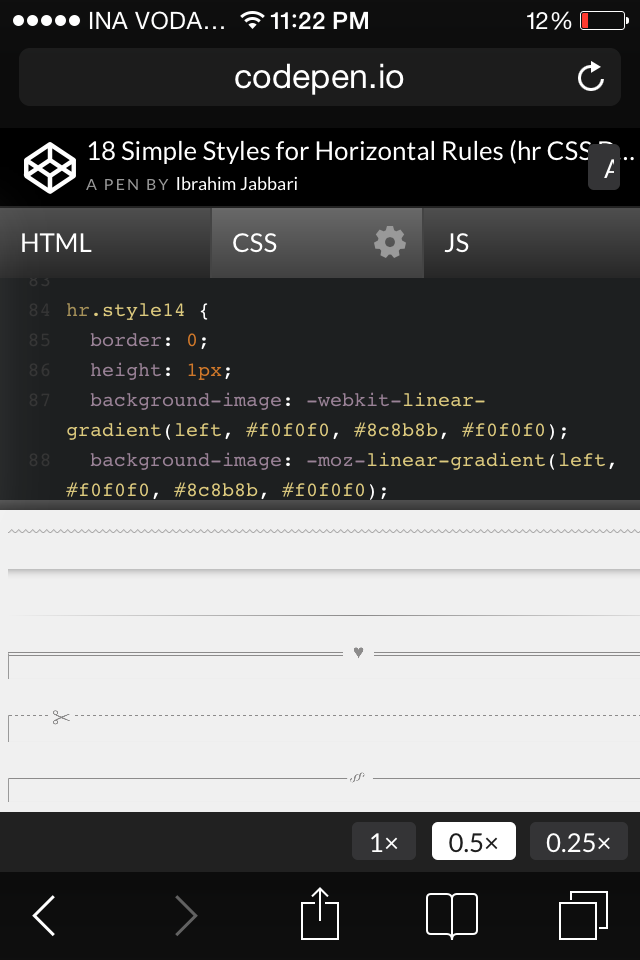 INA VODA... 11:22 PM 12%
codepen.io
18 Simple Styles for Horizontal Rules (hr CSS D...
A PEN BY Ibrahim Jabbari A
HTML CSS JS
83
84 hr.style14 {
85 border: 0;
86 height: 1px;
87 background-image: -webkit-linear-
gradient(left, #f0f0f0, #8c8b8b, #f0f0f0);
88 background-image: -moz-linear-gradient(left,
#f0f0f0, #8c8b8b, #f0f0f0);
1× 0.5× 0.25×